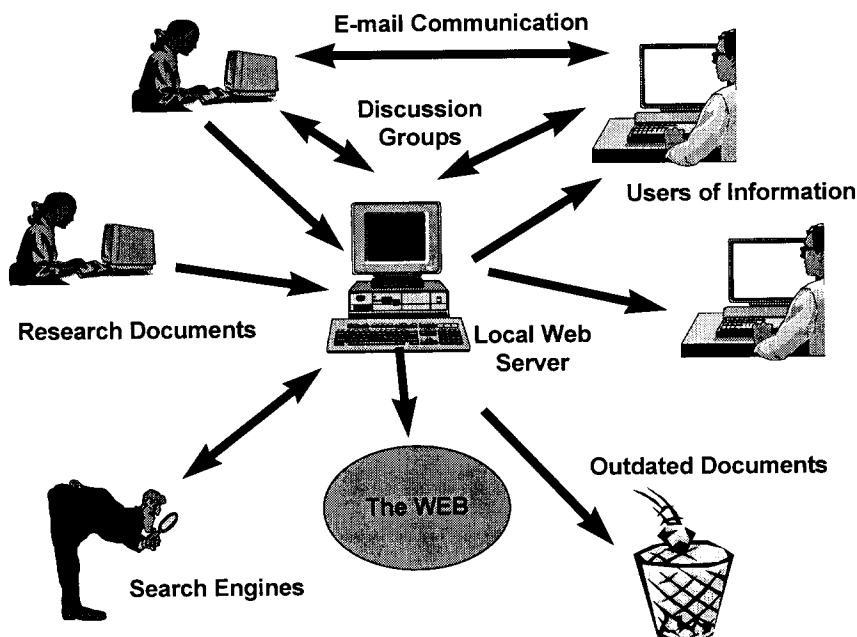 E-mail Communication
Discussion
Groups
Users of Information
Research Documents
Local Web
Server
The WEB
Outdated Documents
Search Engines